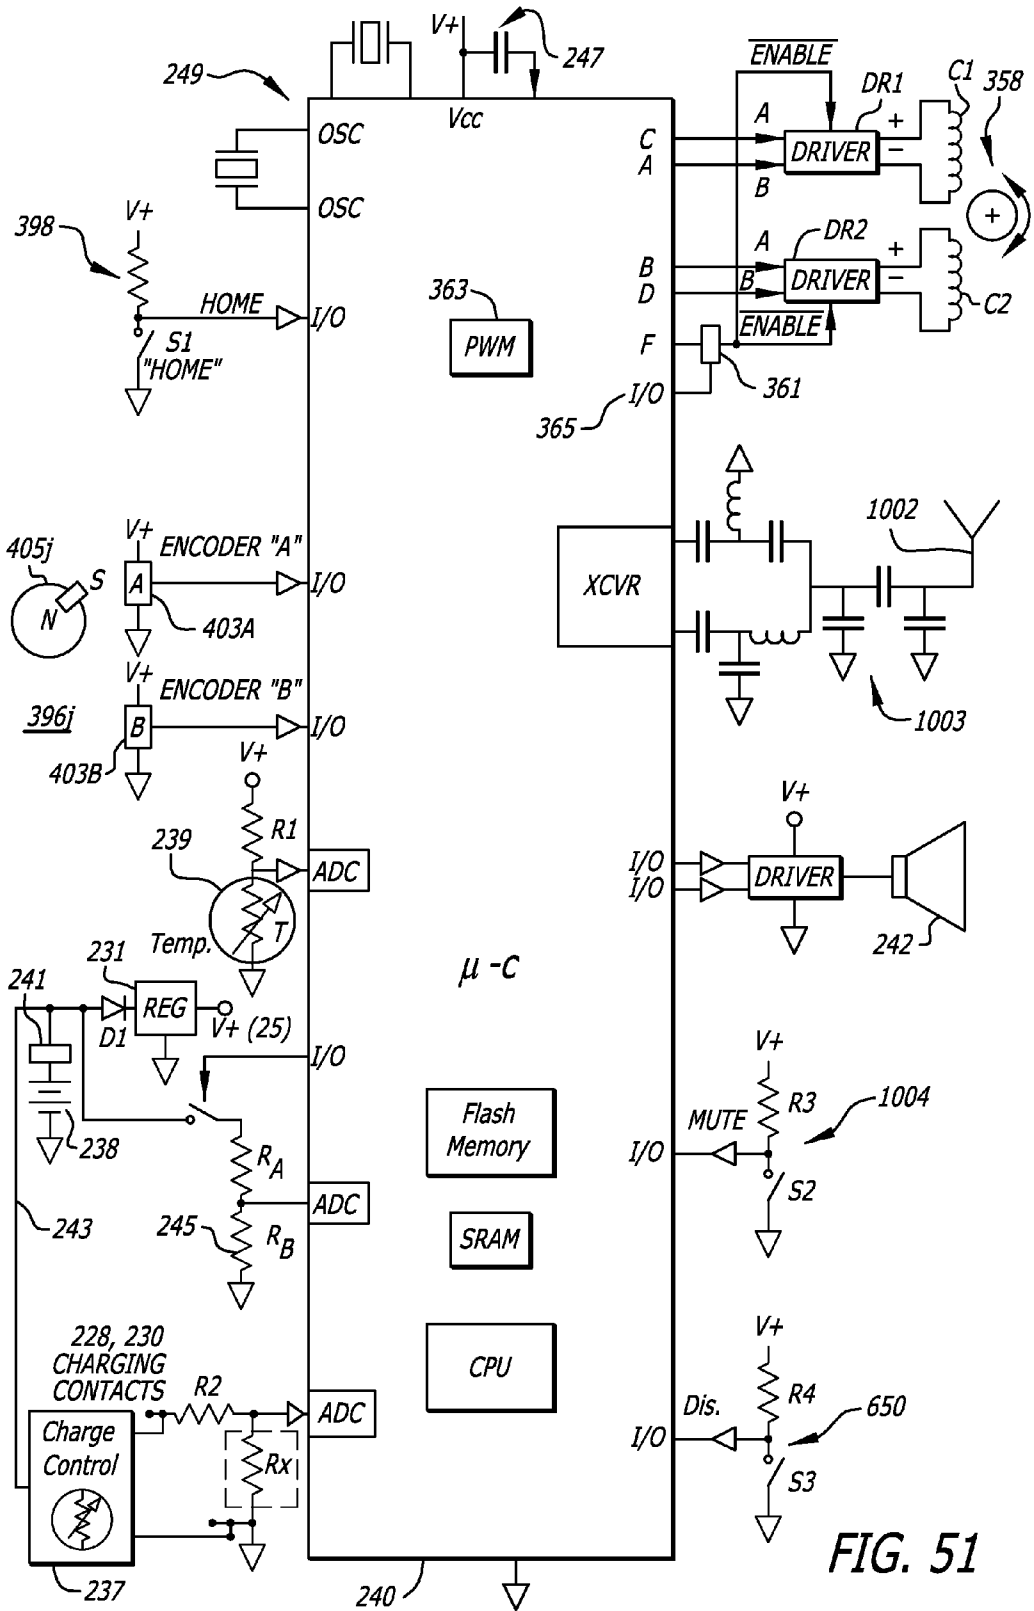 V+
247
249
Vcc
OSC
OSC
ENABLE
DR1
C1
358
C
A
A
B
DRIVER
+
−
+
V+
398
HOME
I/O
S1
"HOME"
363
PWM
DR2
A
B
D
B
DRIVER
+
−
C2
ENABLE
F
361
I/O
365
V+
ENCODER "A"
405j
S
N
A
I/O
403A
V+
ENCODER "B"
396j
B
I/O
403B
XCVR
1002
1003
V+
R1
239
ADC
T
Temp.
V+
I/O
I/O
DRIVER
242
μ-c
241
231
REG
D1
V+ (25)
I/O
238
243
RA
ADC
245
RB
Flash
Memory
SRAM
CPU
V+
R3
1004
MUTE
I/O
S2
228, 230
CHARGING
CONTACTS
R2
ADC
Charge
Control
Rx
237
240
V+
R4
650
Dis.
I/O
S3
FIG. 51